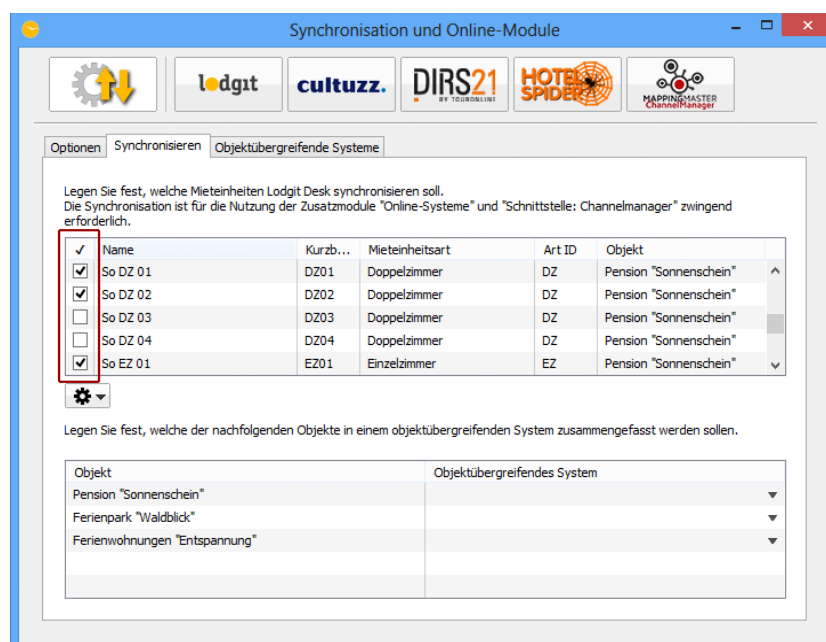 Synchronisation und Online-Module
lodgit
cultuzz.
DIRS21
BY TOURONLINE
HOTEL
SPIDER
MAPPINGMASTER
ChannelManager
Optionen Synchronisieren Objektübergreifende Systeme
Legen Sie fest, welche Mieteinheiten Lodgit Desk synchronisieren soll.
Die Synchronisation ist für die Nutzung der Zusatzmodule "Online-Systeme" und "Schnittstelle: Channelmanager" zwingend
erforderlich.
✓ Name Kurzb... Mieteinheitsart Art ID Objekt
So DZ 01 DZ01 Doppelzimmer DZ Pension "Sonnenschein"
So DZ 02 DZ02 Doppelzimmer DZ Pension "Sonnenschein"
So DZ 03 DZ03 Doppelzimmer DZ Pension "Sonnenschein"
So DZ 04 DZ04 Doppelzimmer DZ Pension "Sonnenschein"
So EZ 01 EZ01 Einzelzimmer EZ Pension "Sonnenschein"
Legen Sie fest, welche der nachfolgenden Objekte in einem objektübergreifenden System zusammengefasst werden sollen.
Objekt Objektübergreifendes System
Pension "Sonnenschein"
Ferienpark "Waldblick"
Ferienwohnungen "Entspannung"